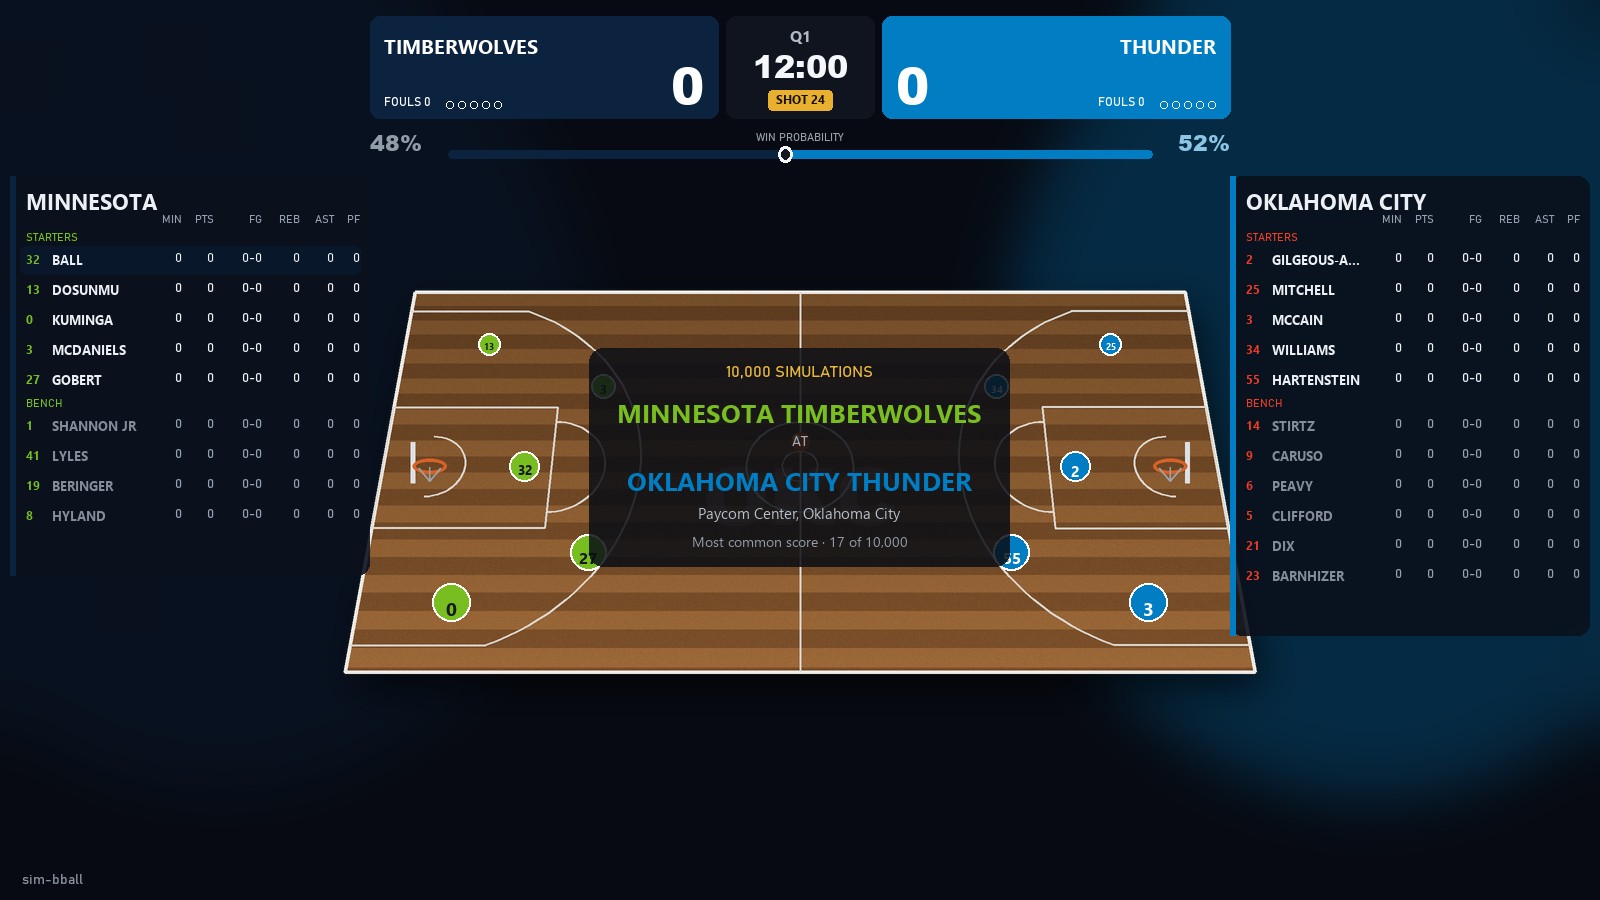 TIMBERWOLVES
0
FOULS 0
Q1
12:00
SHOT 24
THUNDER
0
FOULS 0
48%
WIN PROBABILITY
52%
MINNESOTA
MIN PTS FG REB AST PF
STARTERS
32 BALL 0 0 0-0 0 0 0
13 DOSUNMU 0 0 0-0 0 0 0
0 KUMINGA 0 0 0-0 0 0 0
3 MCDANIELS 0 0 0-0 0 0 0
27 GOBERT 0 0 0-0 0 0 0
BENCH
1 SHANNON JR 0 0 0-0 0 0 0
41 LYLES 0 0 0-0 0 0 0
19 BERINGER 0 0 0-0 0 0 0
8 HYLAND 0 0 0-0 0 0 0
OKLAHOMA CITY
MIN PTS FG REB AST PF
STARTERS
2 GILGEOUS-A... 0 0 0-0 0 0 0
25 MITCHELL 0 0 0-0 0 0 0
3 MCCAIN 0 0 0-0 0 0 0
34 WILLIAMS 0 0 0-0 0 0 0
55 HARTENSTEIN 0 0 0-0 0 0 0
BENCH
14 STIRTZ 0 0 0-0 0 0 0
9 CARUSO 0 0 0-0 0 0 0
6 PEAVY 0 0 0-0 0 0 0
5 CLIFFORD 0 0 0-0 0 0 0
21 DIX 0 0 0-0 0 0 0
23 BARNHIZER 0 0 0-0 0 0 0
13
25
3
34
32
2
27
55
0
3
10,000 SIMULATIONS
MINNESOTA TIMBERWOLVES
AT
OKLAHOMA CITY THUNDER
Paycom Center, Oklahoma City
Most common score · 17 of 10,000
sim-bball